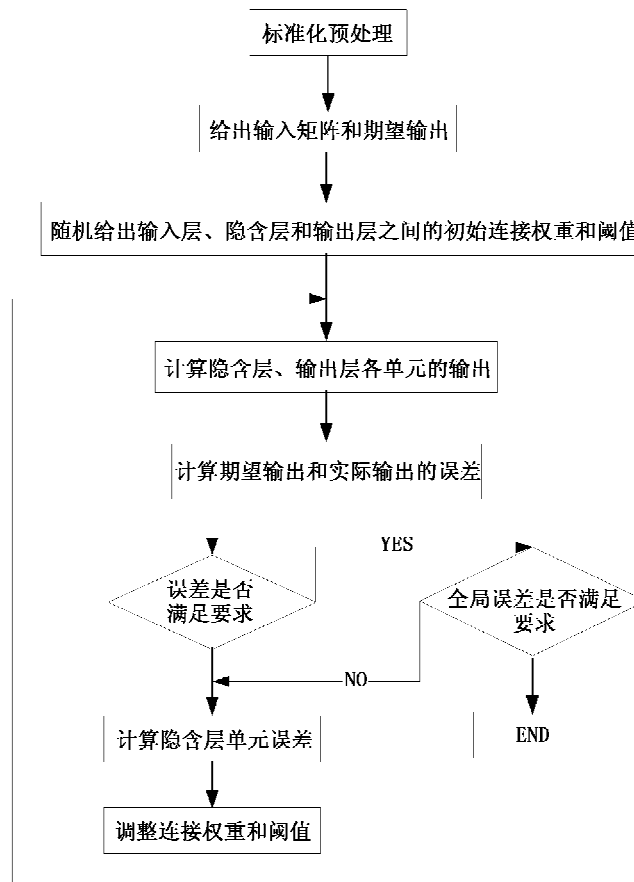 标准化预处理
给出输入矩阵和期望输出
随机给出输入层、隐含层和输出层之间的初始连接权重和阈值
计算隐含层、输出层各单元的输出
计算期望输出和实际输出的误差
YES
误差是否
满足要求
全局误差是否满足
要求
NO
计算隐含层单元误差
END
调整连接权重和阈值